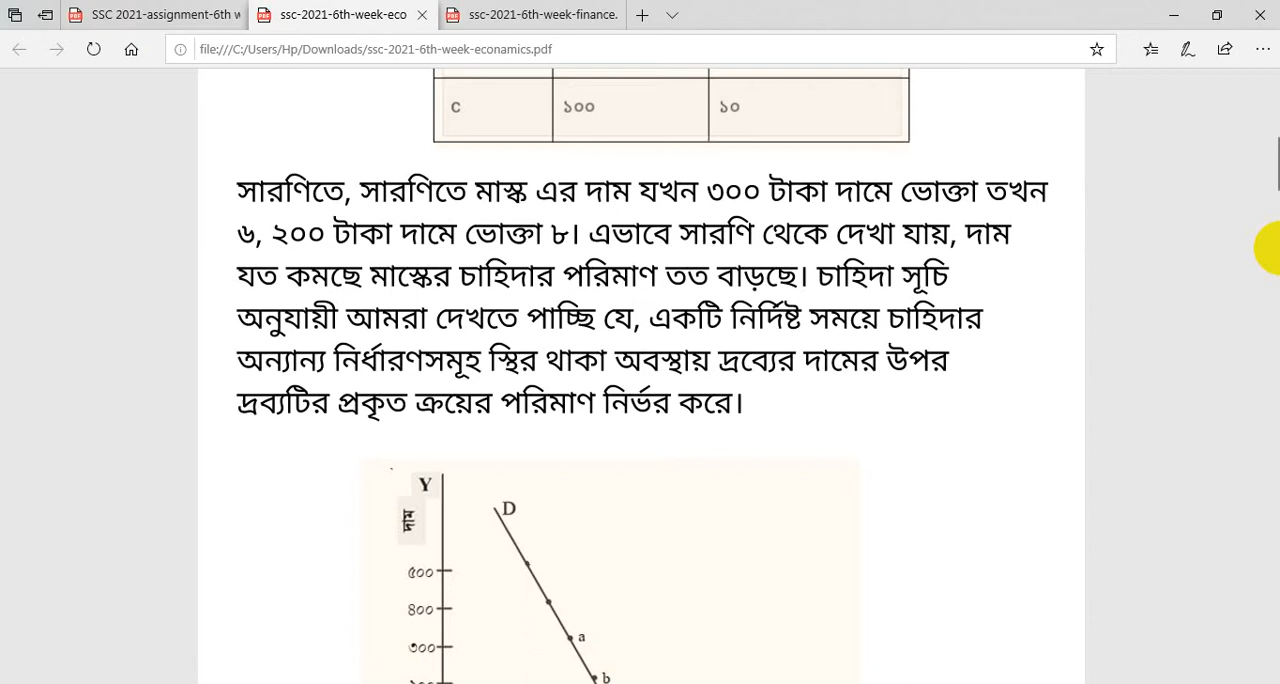 SSC 2021-assignment-6th w
ssc-2021-6th-week-eco
ssc-2021-6th-week-finance.
file:///C:/Users/Hp/Downloads/ssc-2021-6th-week-econamics.pdf
c ১০০ ১০
সারণিতে, সারণিতে মাস্ক এর দাম যখন ৩০০ টাকা দামে ভোক্তা তখন
৬, ২০০ টাকা দামে ভোক্তা ৮। এভাবে সারণি থেকে দেখা যায়, দাম
যত কমছে মাস্কের চাহিদার পরিমাণ তত বাড়ছে। চাহিদা সূচি
অনুযায়ী আমরা দেখতে পাচ্ছি যে, একটি নির্দিষ্ট সময়ে চাহিদার
অন্যান্য নির্ধারণসমূহ স্থির থাকা অবস্থায় দ্রব্যের দামের উপর
দ্রব্যটির প্রকৃত ক্রয়ের পরিমাণ নির্ভর করে।
Y
দাম
D
৫০০
৪০০
৩০০
a
b